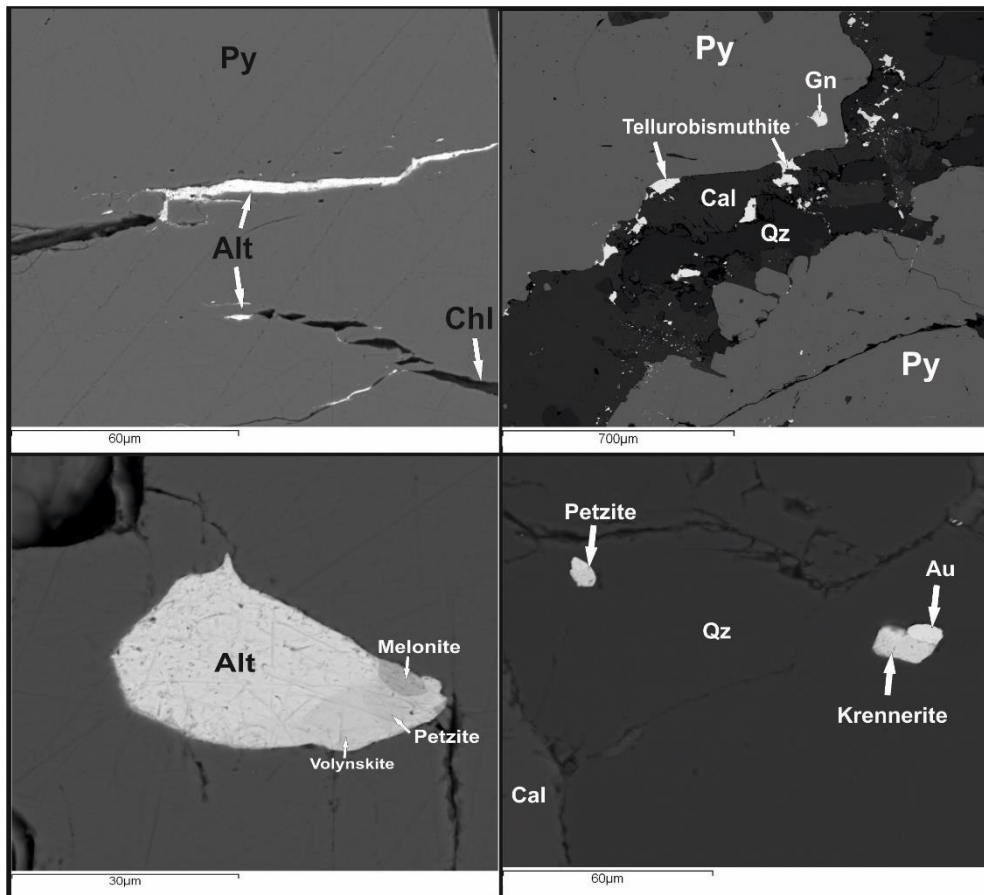 Py
Alt
Chl
60µm
Py
Gn
Tellurobismuthite
Cal
Qz
Py
700µm
Alt
Melonite
Petzite
Volynskite
30µm
Petzite
Au
Qz
Krennerite
Cal
60µm